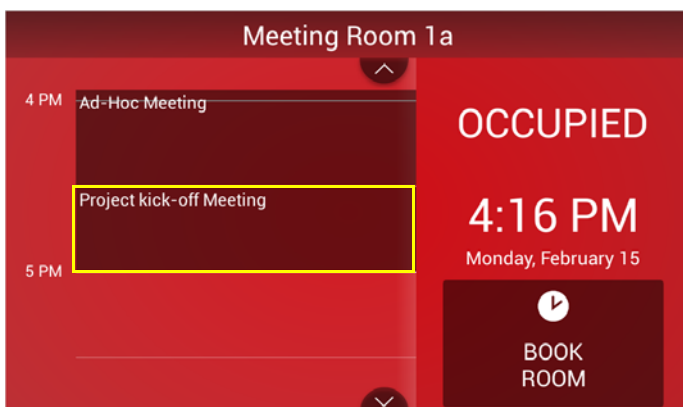 Meeting Room 1a
4 PM
Ad-Hoc Meeting
Project kick-off Meeting
5 PM
OCCUPIED
4:16 PM
Monday, February 15
BOOK
ROOM